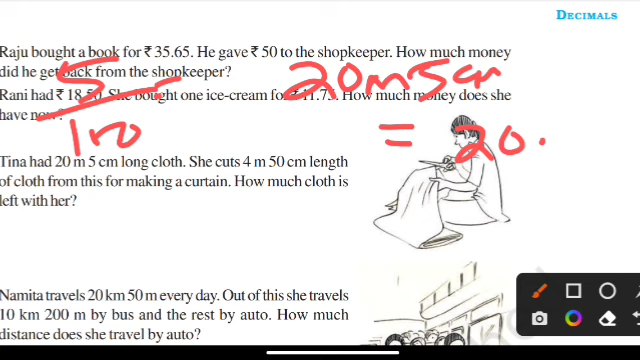 DECIMALS
Raju bought a book for ₹ 35.65. He gave ₹ 50 to the shopkeeper. How much money
did he get back from the shopkeeper?
Rani had ₹ 18.50. She bought one ice-cream for ₹ 11.75. How much money does she
have now?
5
100
20m5cm
= 20.
Tina had 20 m 5 cm long cloth. She cuts 4 m 50 cm length
of cloth from this for making a curtain. How much cloth is
left with her?
Namita travels 20 km 50 m every day. Out of this she travels
10 km 200 m by bus and the rest by auto. How much
distance does she travel by auto?